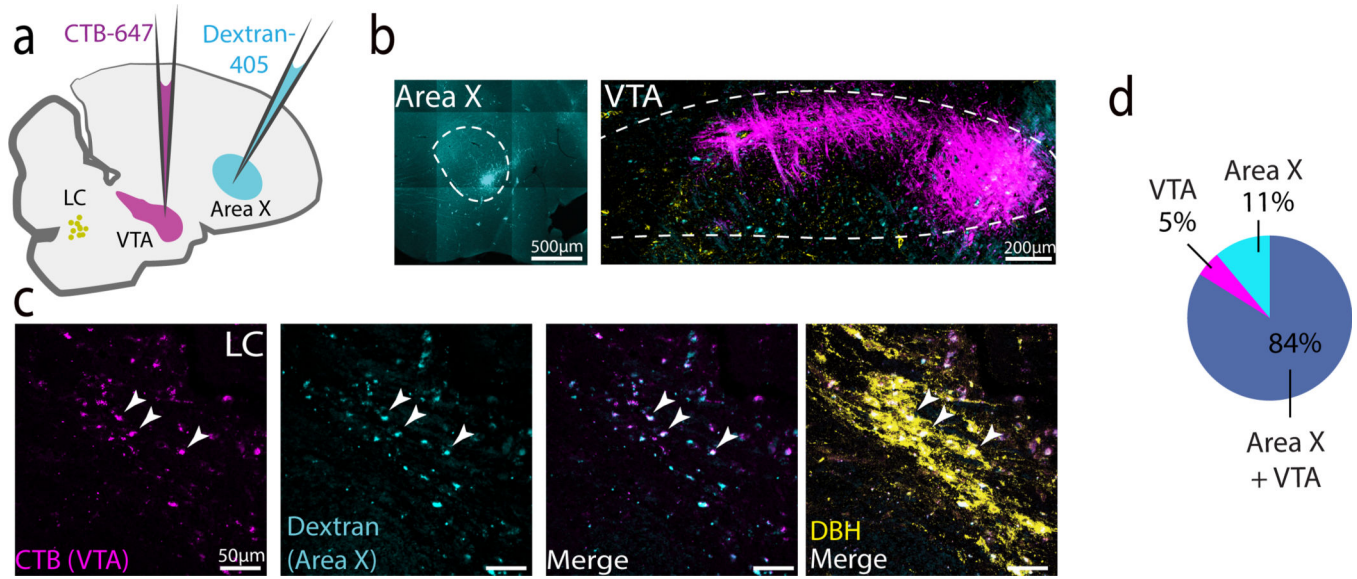 a
CTB-647
Dextran-
405
LC
VTA
Area X
b
Area X
500μm
VTA
200μm
c
LC
CTB (VTA)
50μm
Dextran
(Area X)
Merge
DBH
Merge
d
VTA
5%
Area X
11%
84%
Area X
+ VTA